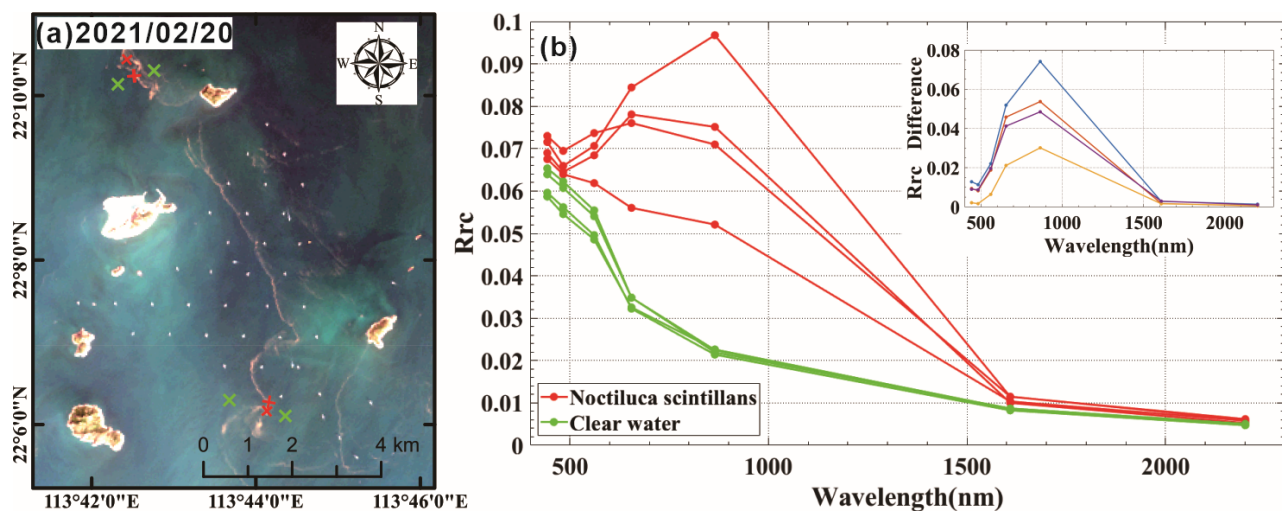 (a)2021/02/20
N
W E
S
22°10'0"N
22°8'0"N
22°6'0"N
0 1 2 4 km
113°42'0"E 113°44'0"E 113°46'0"E
(b)
0.1
0.09
0.08
0.07
0.06
0.05
0.04
0.03
0.02
0.01
0
Rrc
500 1000 1500 2000
Wavelength(nm)
Noctiluca scintillans
Clear water
0.08
0.06
0.04
0.02
0
Rrc Difference
500 1000 1500 2000
Wavelength(nm)